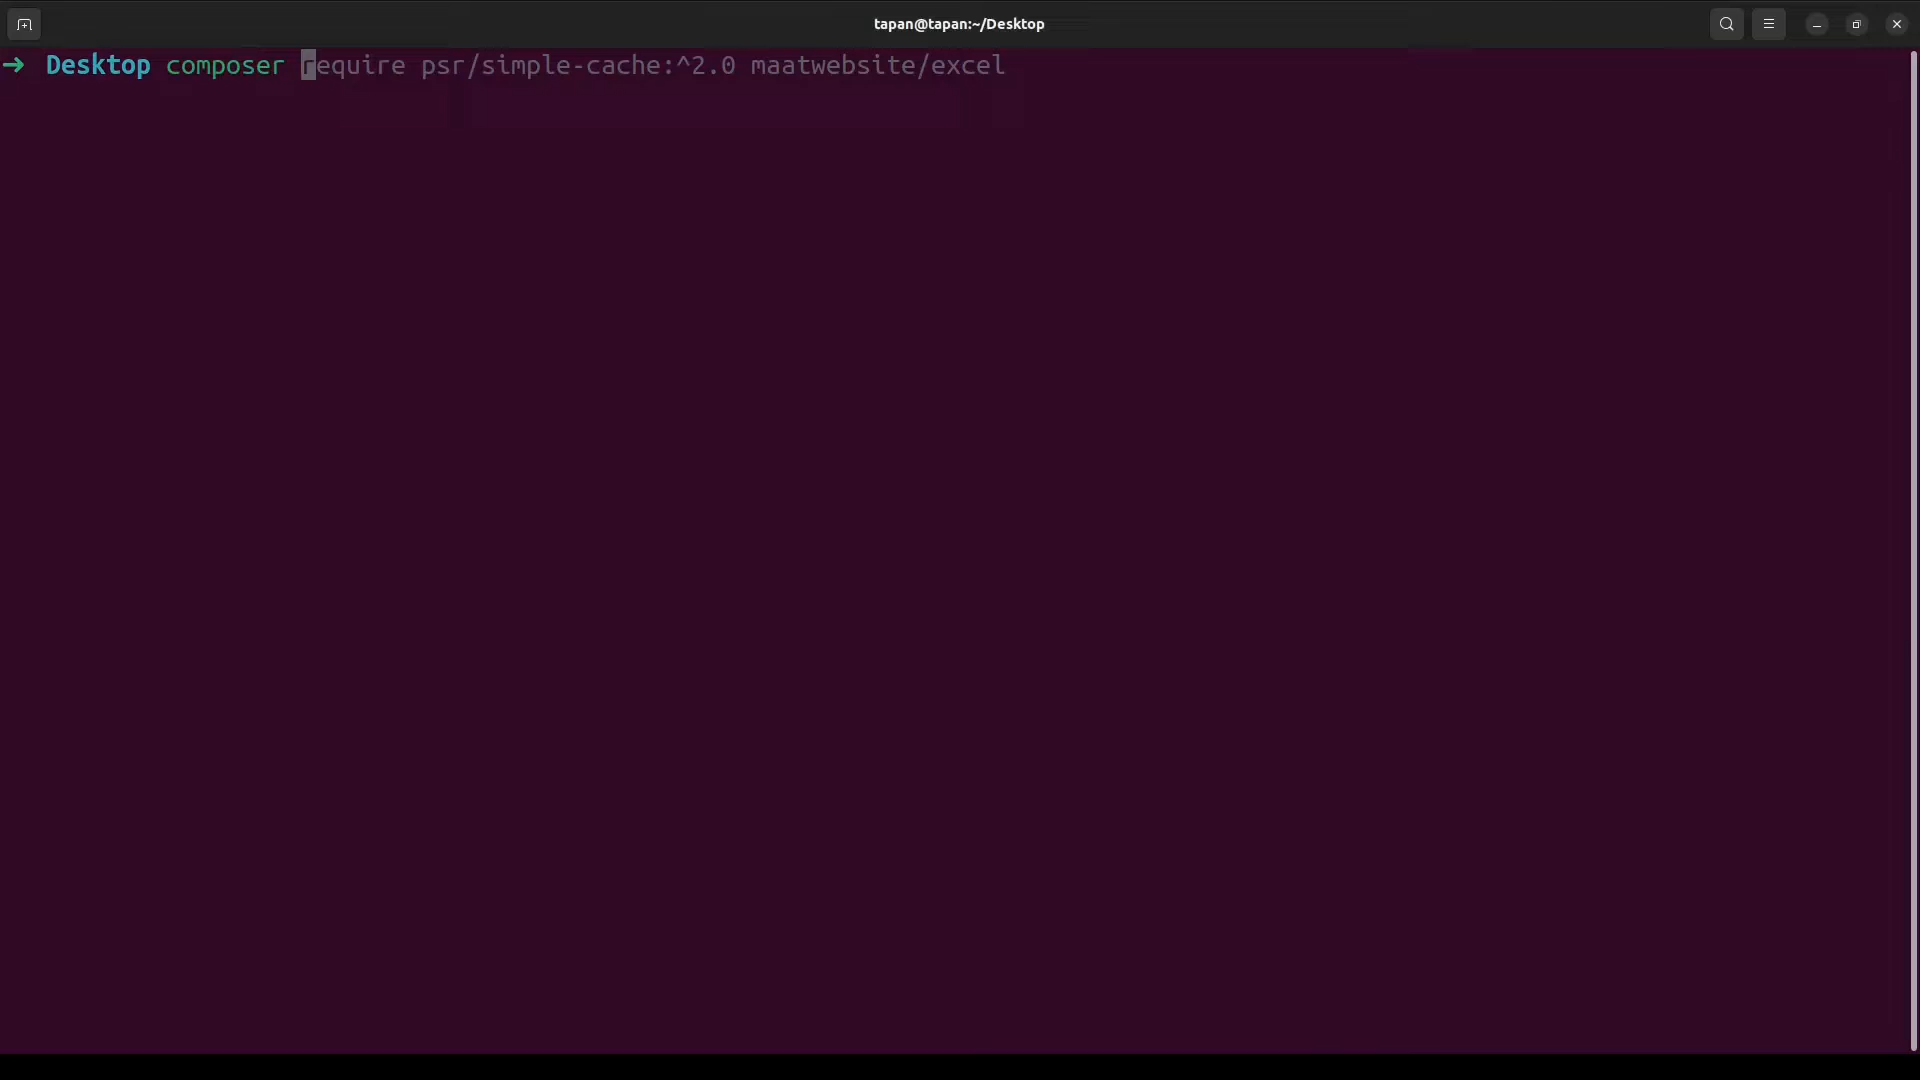 tapan@tapan:~/Desktop
➜ Desktop composer require psr/simple-cache:^2.0 maatwebsite/excel